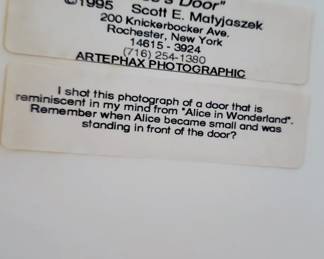 Door"
©1995 Scott E. Matyjaszek
200 Knickerbocker Ave.
Rochester, New York
14615 - 3924
(716) 254-1380
ARTEPHAX PHOTOGRAPHIC
I shot this photograph of a door that is
reminiscent in my mind from "Alice in Wonderland".
Remember when Alice became small and was
standing in front of the door?